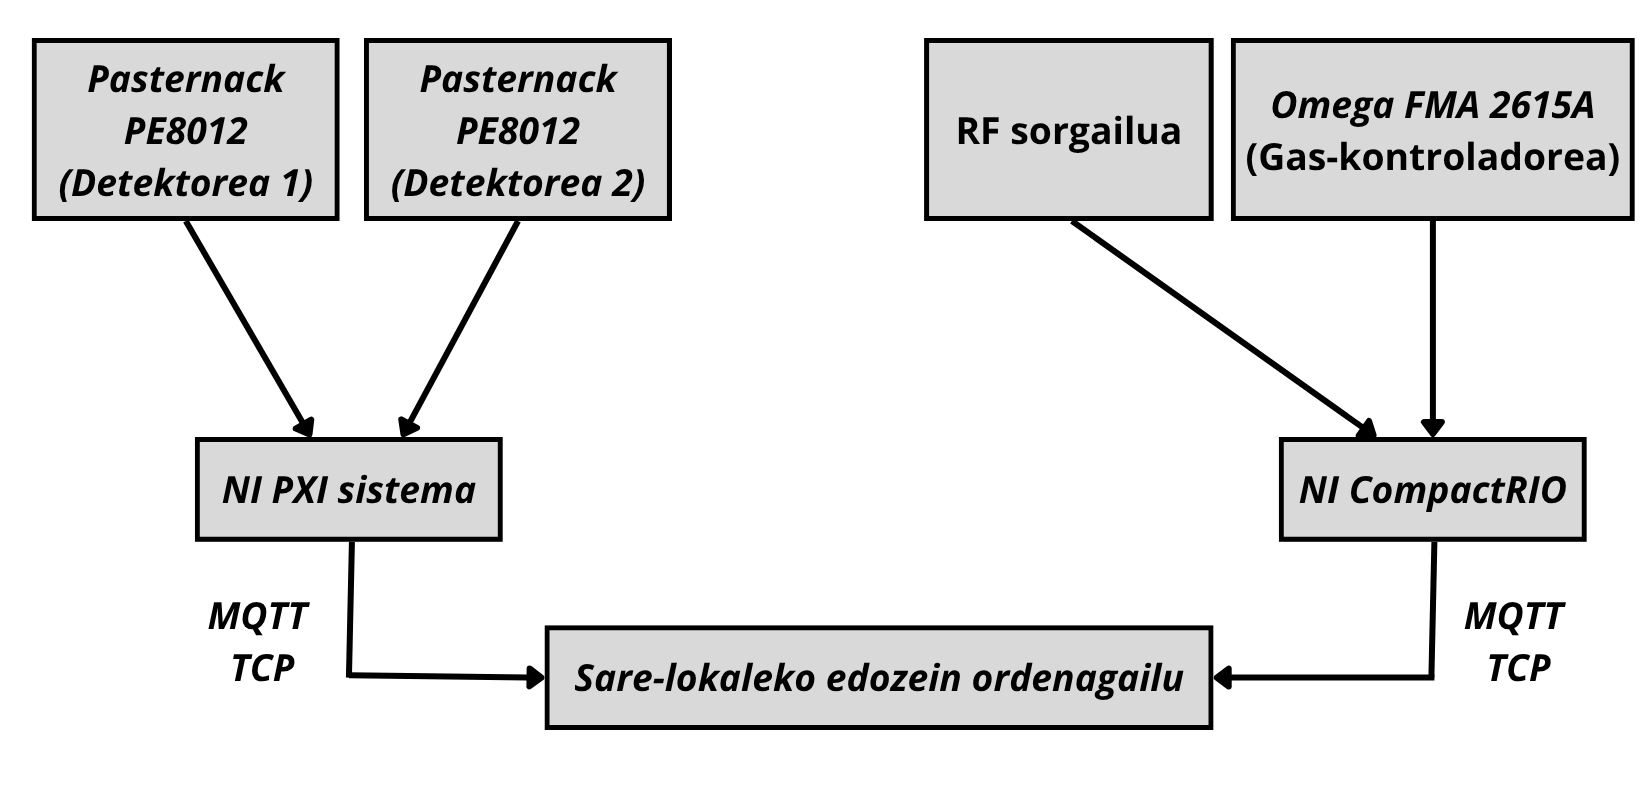 Pasternack
PE8012
(Detektorea 1)
Pasternack
PE8012
(Detektorea 2)
RF sorgailua
Omega FMA 2615A
(Gas-kontroladorea)
NI PXI sistema
NI CompactRIO
MQTT
TCP
Sare-lokaleko edozein ordenagailu
MQTT
TCP